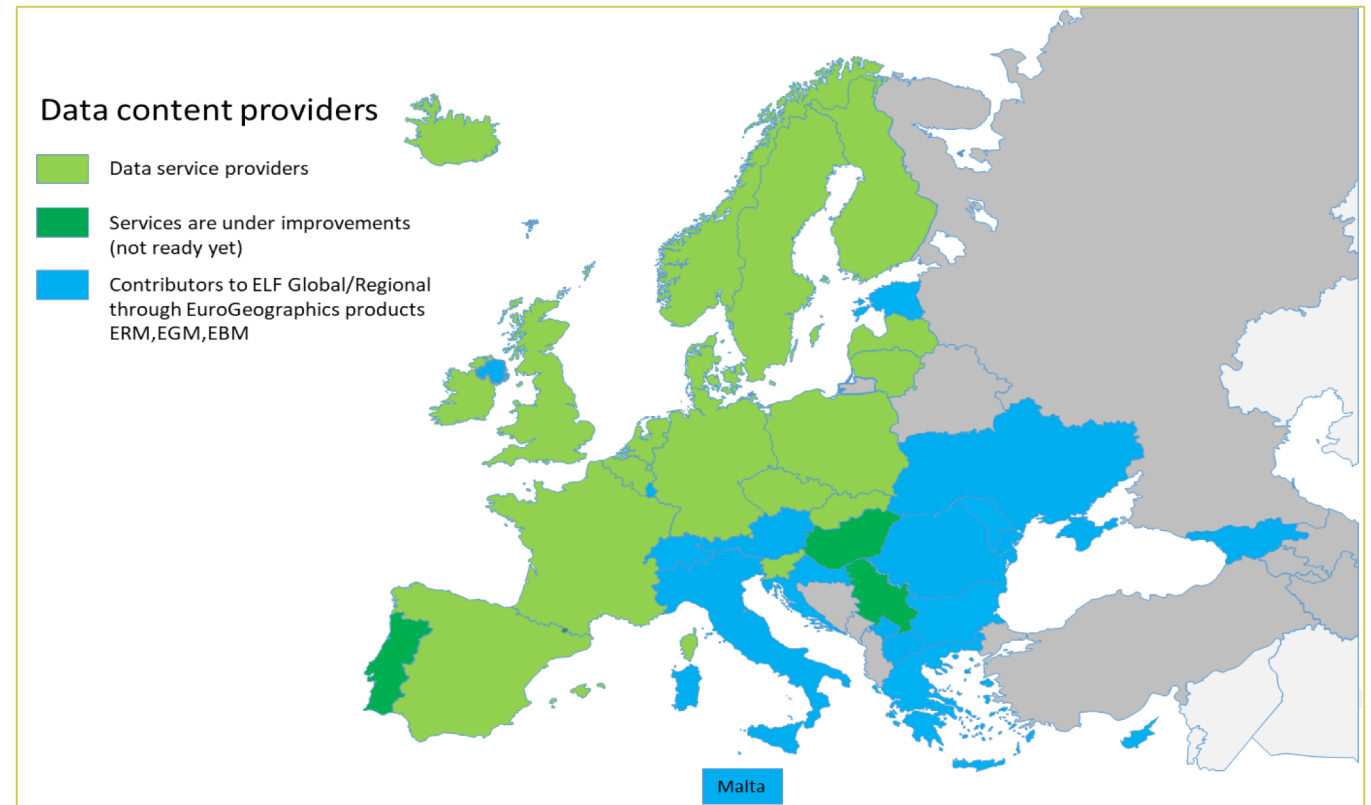 Data content providers
Data service providers
Services are under improvements
(not ready yet)
Contributors to ELF Global/Regional
through EuroGeographics products
ERM,EGM,EBM
Malta